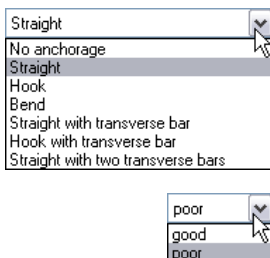 Straight
No anchorage
Straight
Hook
Bend
Straight with transverse bar
Hook with transverse bar
Straight with two transverse bars
poor
good
poor